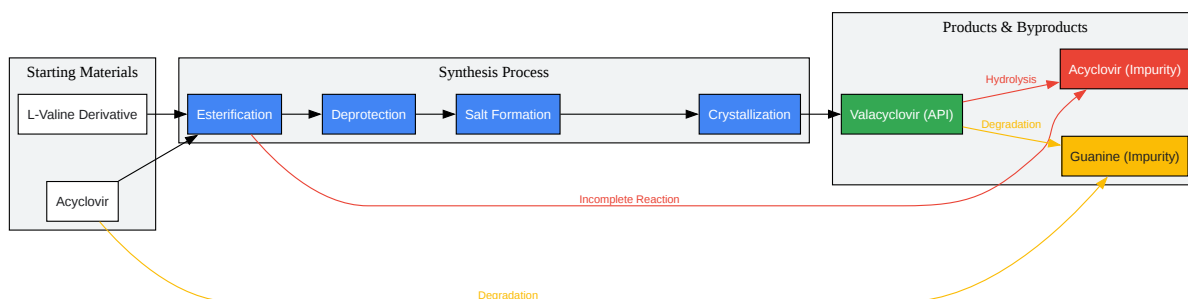 Products & Byproducts
Starting Materials
Synthesis Process
Acyclovir (Impurity)
Hydrolysis
L-Valine Derivative
Esterification
Deprotection
Salt Formation
Crystallization
Valacyclovir (API)
Degradation
Guanine (Impurity)
Acyclovir
Incomplete Reaction
Degradation